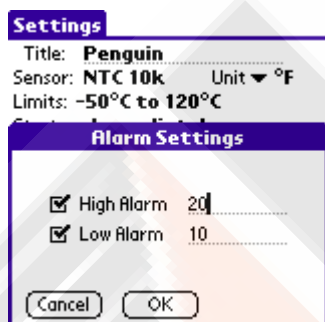 Settings
Title: Penguin
Sensor: NTC 10k Unit °F
Limits: -50°C to 120°C
Alarm Settings
High Alarm 20
Low Alarm 10
Cancel OK